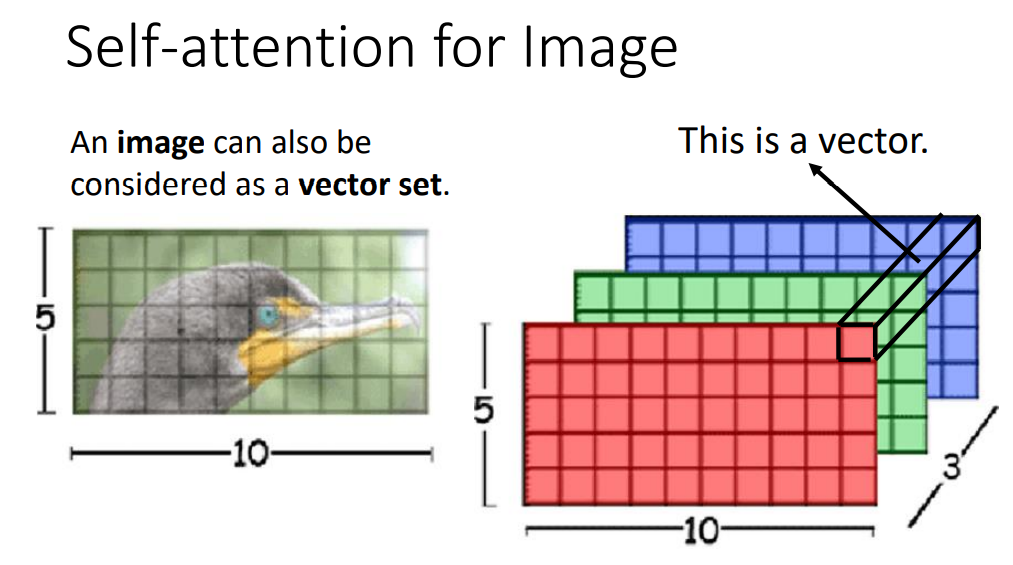 Self-attention for Image
An image can also be
considered as a vector set.
This is a vector.
5
10
5
10
3